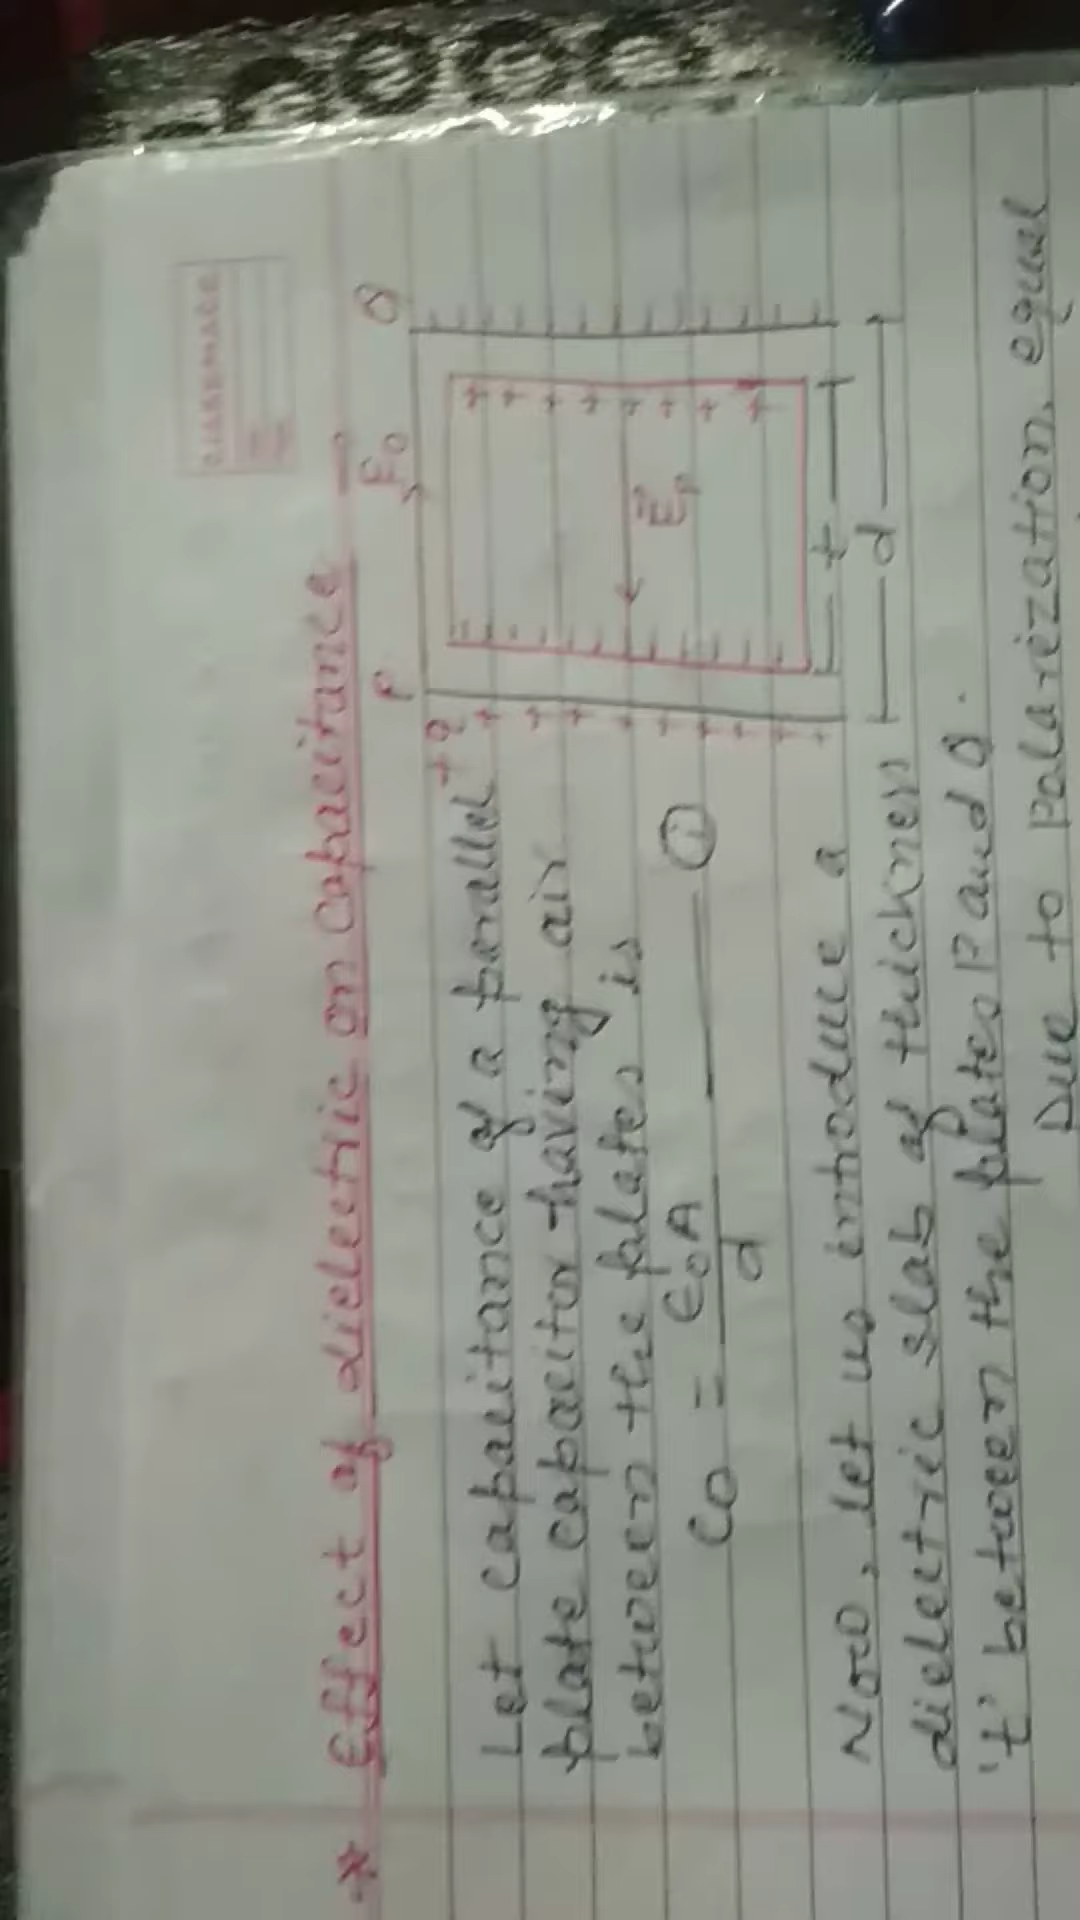 * Effect of dielectric on capacitance
Let capacitance of a parallel
plate capacitor having air
between the plates is
C0 = ϵ0A/d — (1)
Now, let us introduce a
dielectric slab of thickness
't' between the plates P and Q.
Due to Polarization, equal
P
E0
Q
+q
+ + + + + + + + +
- - - - - - - -
Ep
+ + + + + + + +
t
d
CLASSMATE